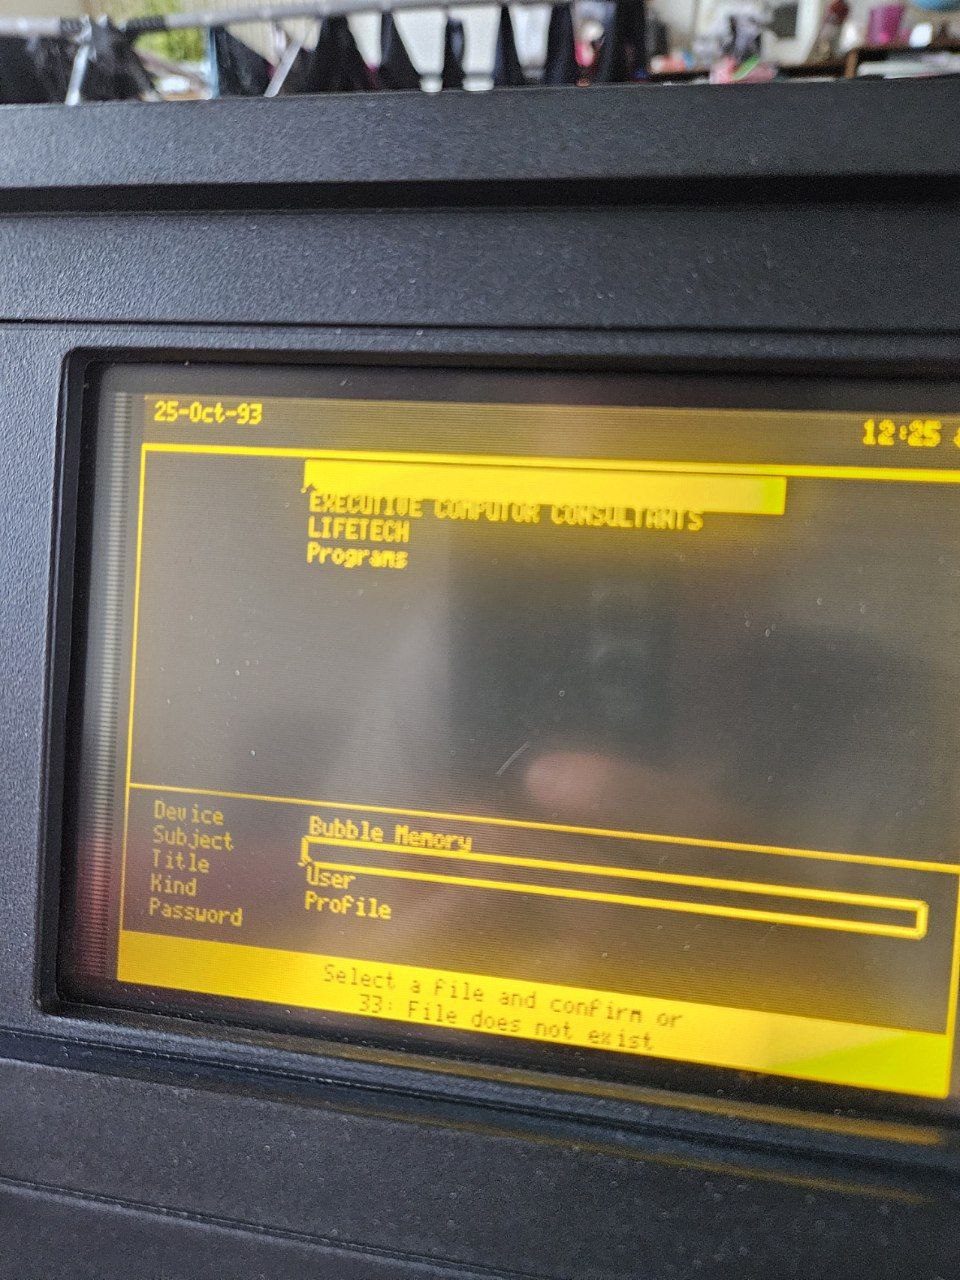 25-Oct-93
12:25
EXECUTIVE COMPUTOR CONSULTANTS
LIFETECH
Programs
Device
Bubble Memory
Subject
Title
User
Kind
Profile
Password
Select a file and confirm or
33: File does not exist